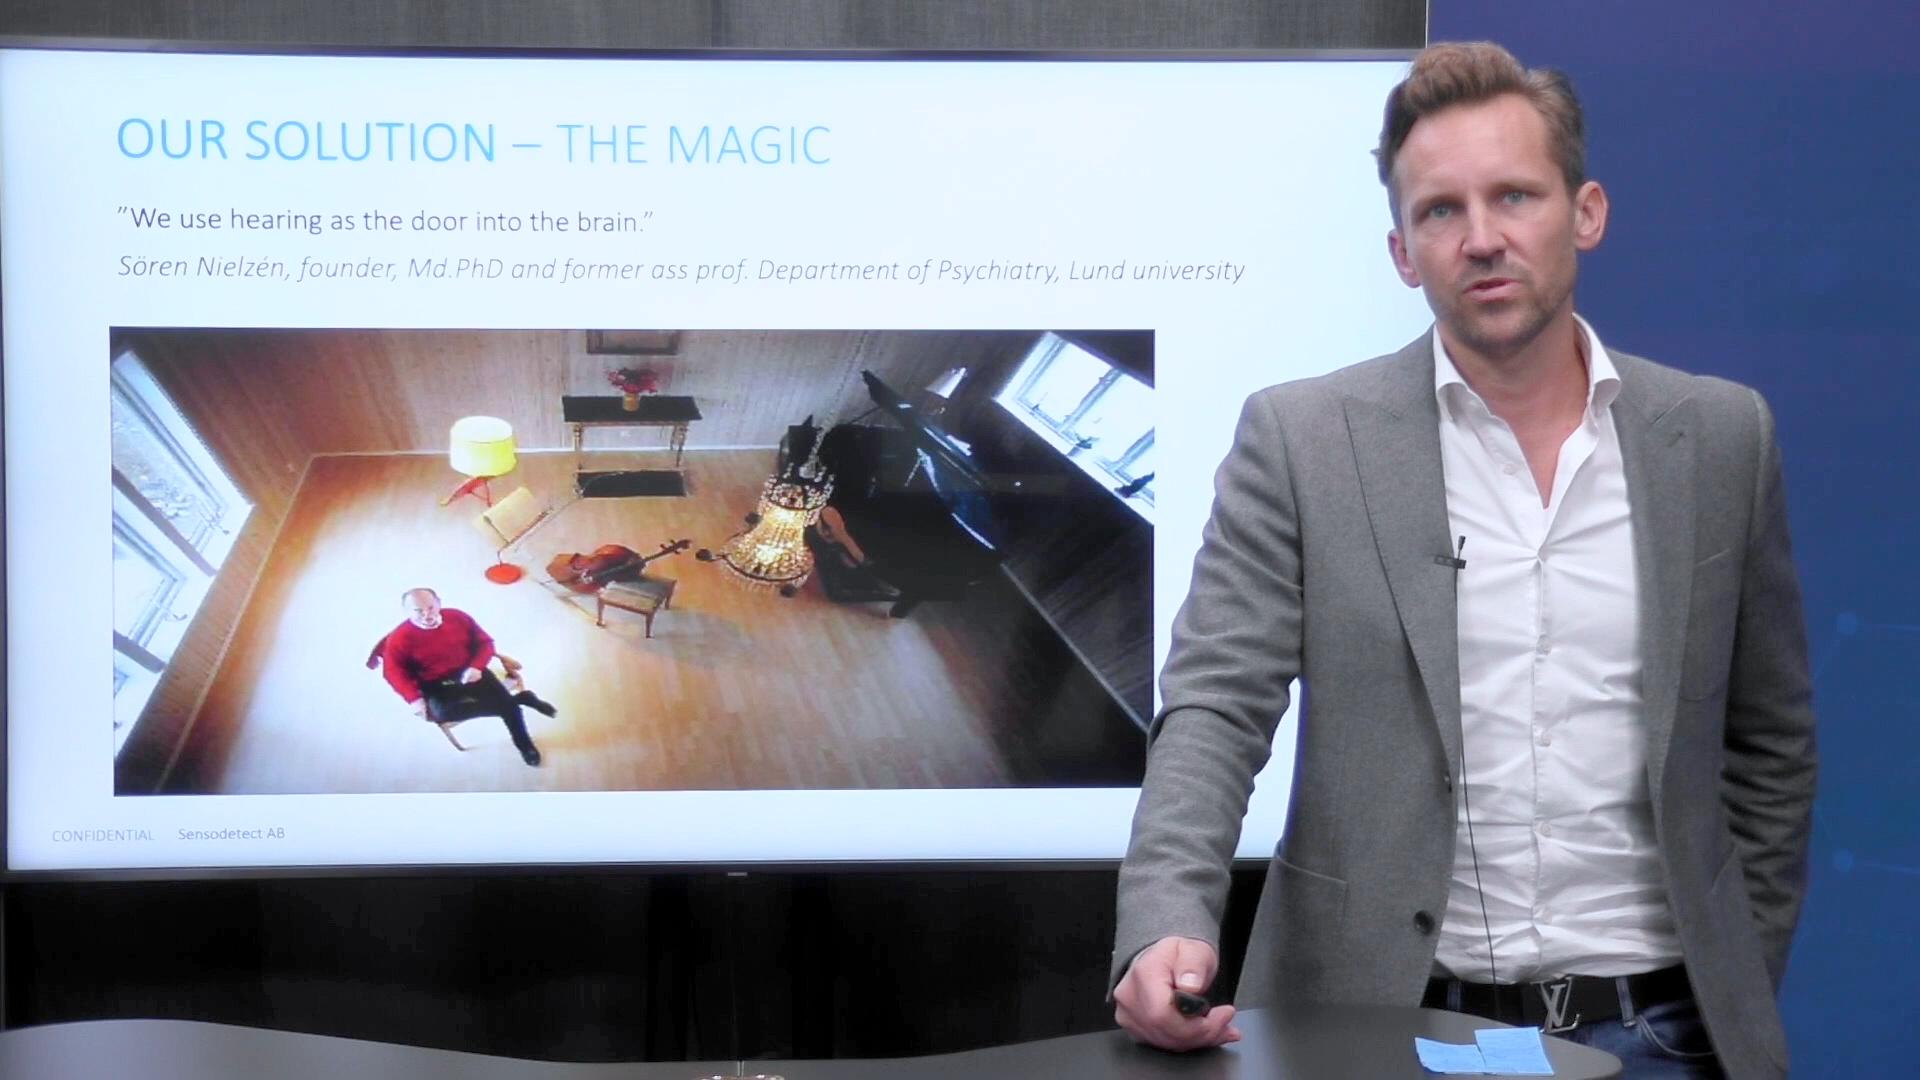 OUR SOLUTION – THE MAGIC
”We use hearing as the door into the brain.”
Sören Nielzén, founder, Md.PhD and former ass prof. Department of Psychiatry, Lund university
CONFIDENTIAL Sensodetect AB
LV